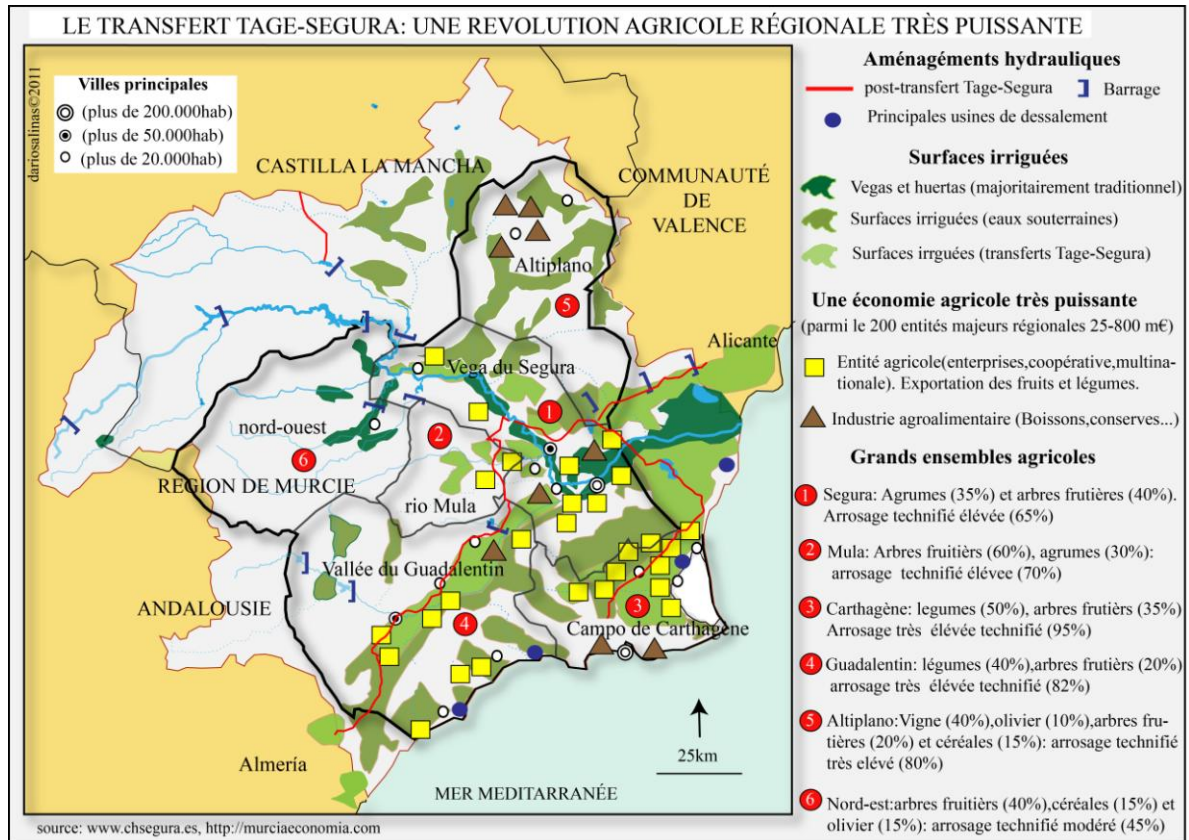 LE TRANSFERT TAGE-SEGURA: UNE REVOLUTION AGRICOLE RÉGIONALE TRÈS PUISSANTE
dariosalinas©2011
Villes principales
(plus de 200.000hab)
(plus de 50.000hab)
(plus de 20.000hab)
CASTILLA LA MANCHA
COMMUNAUTÉ
DE
VALENCE
Altiplano
5
Alicante
Vega du Segura
1
nord-ouest
2
6
REGION DE MURCIE
rio Mula
Vallée du Guadalentin
ANDALOUSIE
3
4
Campo de Carthagène
Almería
25km
MER MEDITARRANÉE
source: www.chsegura.es, http://murciaeconomia.com
Aménagéments hydrauliques
post-transfert Tage-Segura
Barrage
Principales usines de dessalement
Surfaces irriguées
Vegas et huertas (majoritairement traditionnel)
Surfaces irriguées (eaux souterraines)
Surfaces irrguées (transferts Tage-Segura)
Une économie agricole très puissante
(parmi le 200 entités majeurs régionales 25-800 m€)
Entité agricole(enterprises,coopérative,multina-
tionale). Exportation des fruits et légumes.
Industrie agroalimentaire (Boissons,conserves...)
Grands ensembles agricoles
1 Segura: Agrumes (35%) et arbres frutières (40%).
Arrosage technifié élévée (65%)
2 Mula: Arbres fruitièrs (60%), agrumes (30%):
arrosage technifié élévee (70%)
3 Carthagène: legumes (50%), arbres frutièrs (35%)
Arrosage très élévée technifié (95%)
4 Guadalentin: légumes (40%),arbres frutièrs (20%)
arrosage très élévée technifié (82%)
5 Altiplano:Vigne (40%),olivier (10%),arbres fru-
tières (20%) et céréales (15%): arrosage technifié
très elévé (80%)
6 Nord-est:arbres fruitièrs (40%),céréales (15%) et
olivier (15%): arrosage technifié modéré (45%)